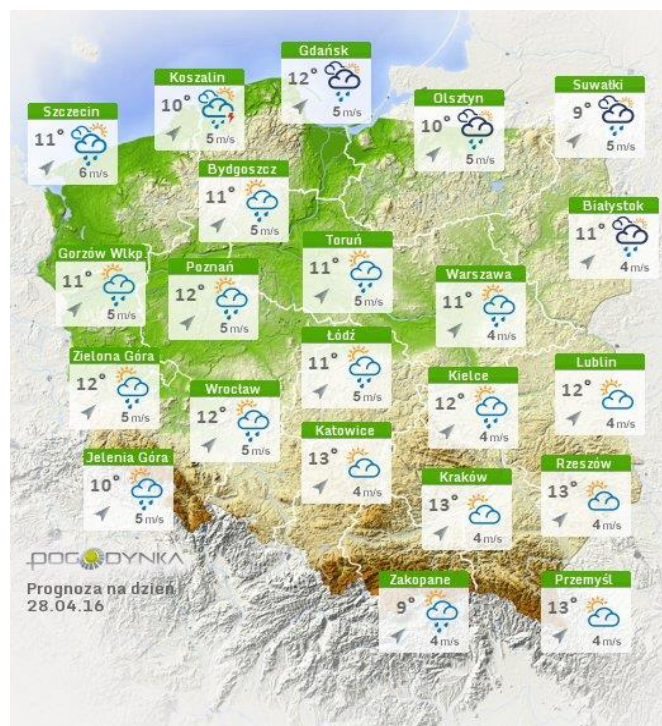 Gdańsk
12°
5 m/s
Koszalin
10°
5 m/s
Suwałki
9°
5 m/s
Olsztyn
10°
5 m/s
Szczecin
11°
6 m/s
Bydgoszcz
11°
5 m/s
Białystok
11°
4 m/s
Toruń
11°
5 m/s
Gorzów Wlkp
11°
5 m/s
Poznań
12°
5 m/s
Warszawa
11°
4 m/s
Łódź
11°
5 m/s
Zielona Góra
12°
5 m/s
Lublin
12°
4 m/s
Kielce
12°
4 m/s
Wrocław
12°
5 m/s
Katowice
13°
4 m/s
Jelenia Góra
10°
5 m/s
Rzeszów
13°
4 m/s
Kraków
13°
4 m/s
POGODYNKA
Prognoza na dzień
28.04.16
Zakopane
9°
4 m/s
Przemyśl
13°
4 m/s